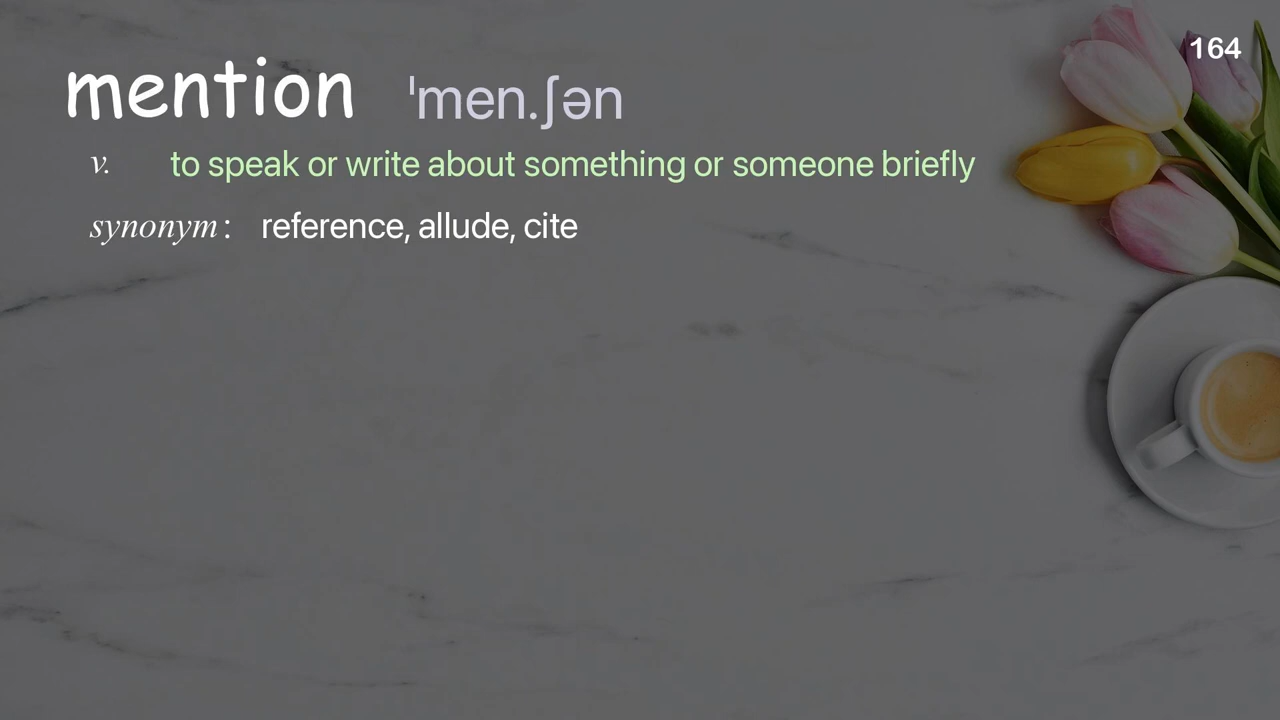 164
mention ˈmen.ʃən
v. to speak or write about something or someone briefly
synonym: reference, allude, cite